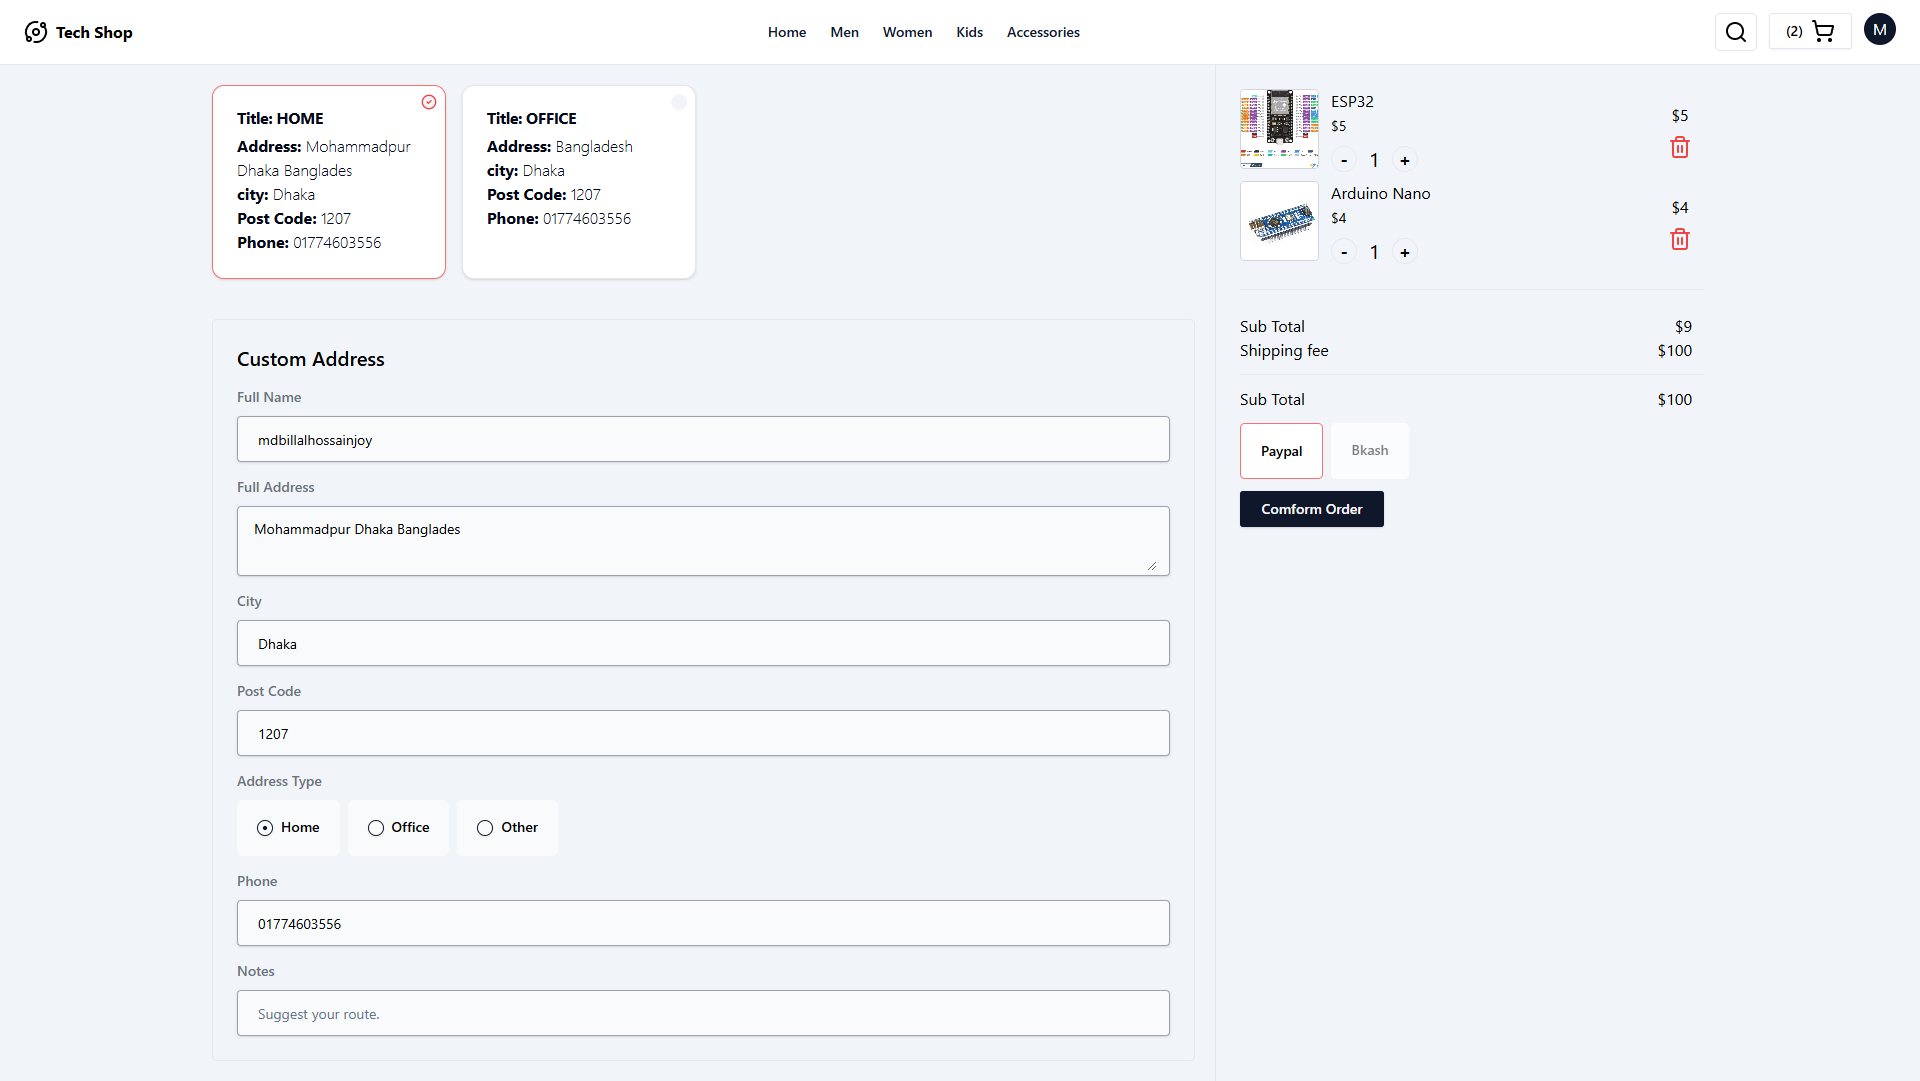 Tech Shop
Home
Men
Women
Kids
Accessories
(2)
M
Title: HOME
Address: Mohammadpur
Dhaka Banglades
city: Dhaka
Post Code: 1207
Phone: 01774603556
Title: OFFICE
Address: Bangladesh
city: Dhaka
Post Code: 1207
Phone: 01774603556
Custom Address
Full Name
mdbillalhossainjoy
Full Address
Mohammadpur Dhaka Banglades
City
Dhaka
Post Code
1207
Address Type
Home
Office
Other
Phone
01774603556
Notes
Suggest your route.
ESP32
$5
- 1 +
$5
Arduino Nano
$4
- 1 +
$4
Sub Total $9
Shipping fee $100
Sub Total $100
Paypal
Bkash
Comform Order